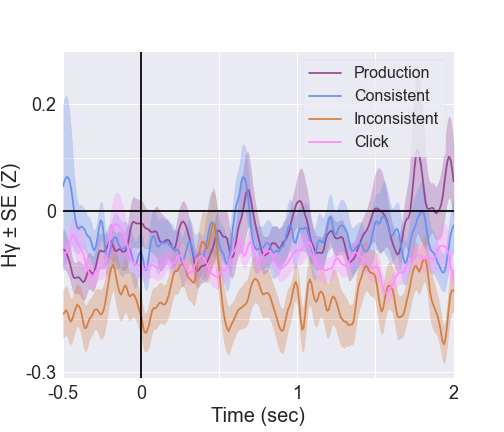 Production
Consistent
Inconsistent
Click
0.2
0
-0.3
Hγ ± SE (Z)
-0.5 0 1 2
Time (sec)